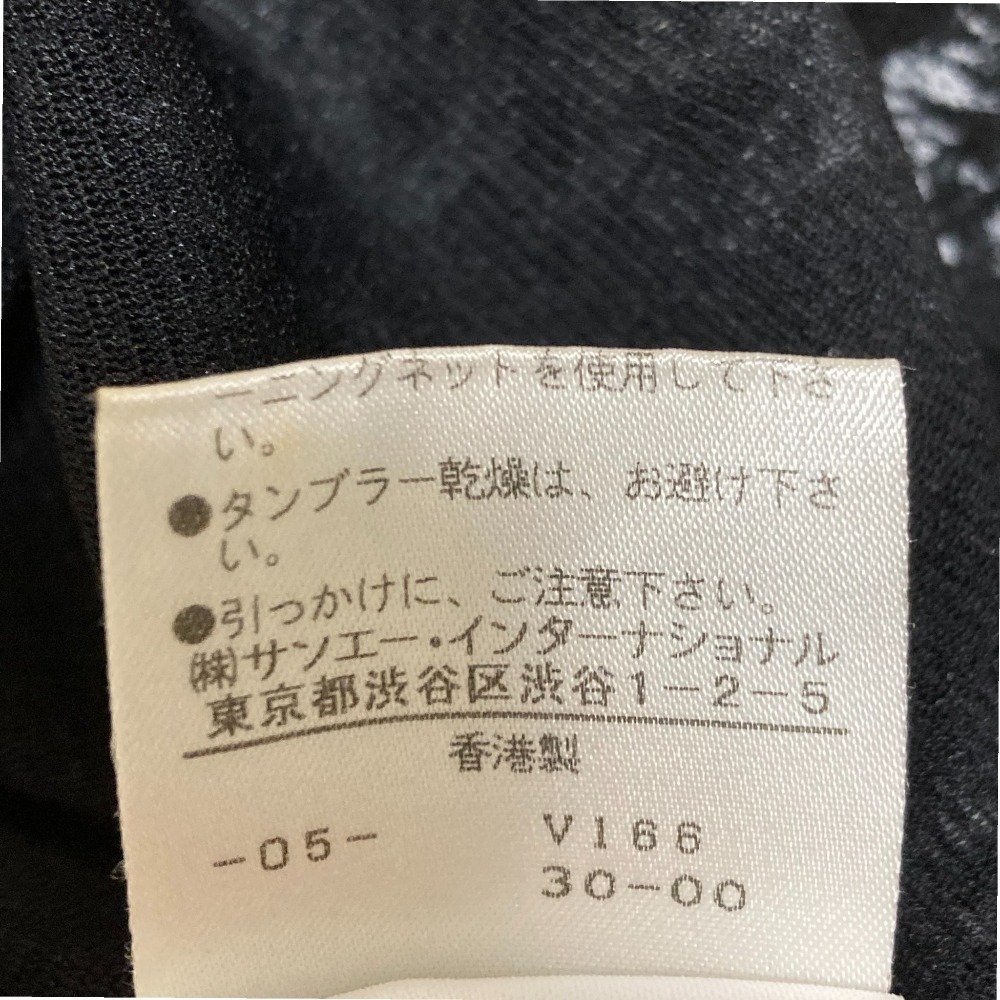 ーニングネットを使用して下さ
い。
●タンブラー乾燥は、お避け下さ
い。
●引っかけに、ご注意下さい。
㈱サンエー・インターナショナル
東京都渋谷区渋谷1-2-5
香港製
-05- V166
30-00